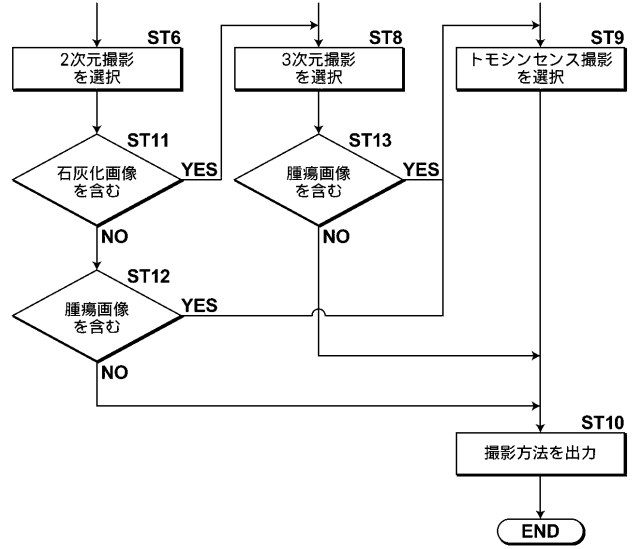 ST6
2次元撮影
を選択
ST8
3次元撮影
を選択
ST9
トモシンセンス撮影
を選択
ST11
石灰化画像
を含む
YES
NO
ST13
腫瘍画像
を含む
YES
NO
ST12
腫瘍画像
を含む
YES
NO
ST10
撮影方法を出力
END